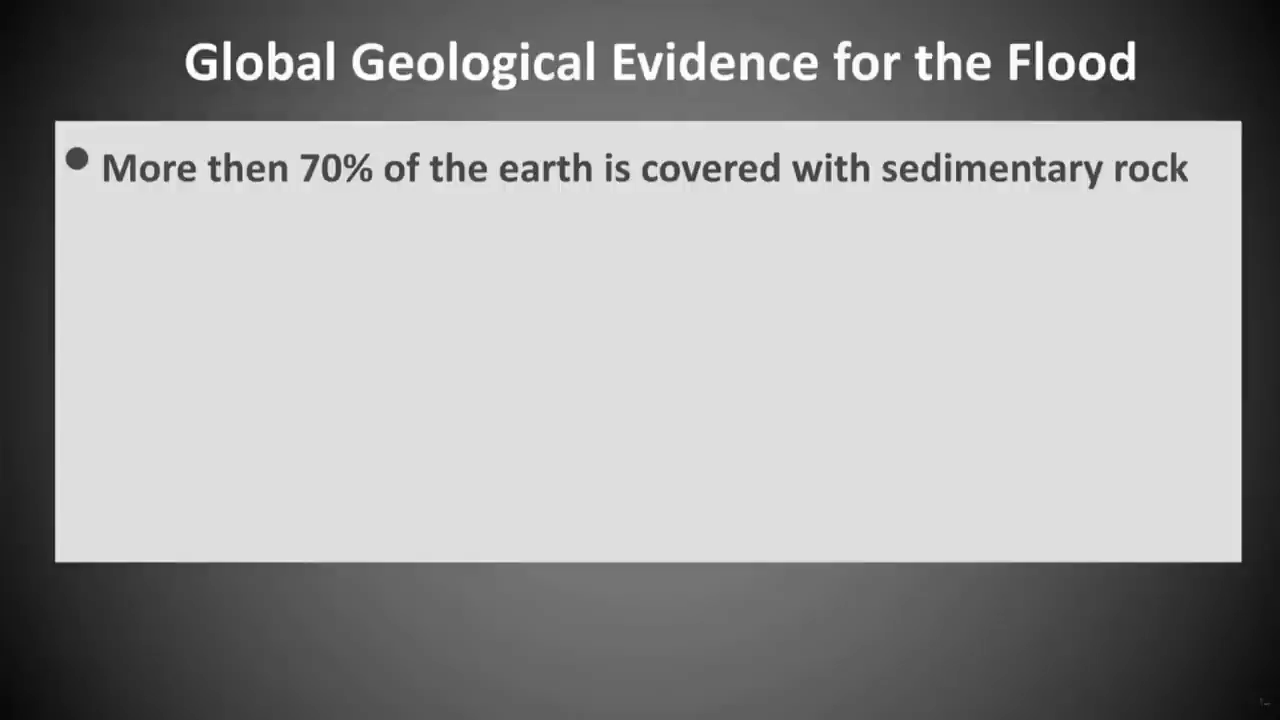 Global Geological Evidence for the Flood
• More then 70% of the earth is covered with sedimentary rock